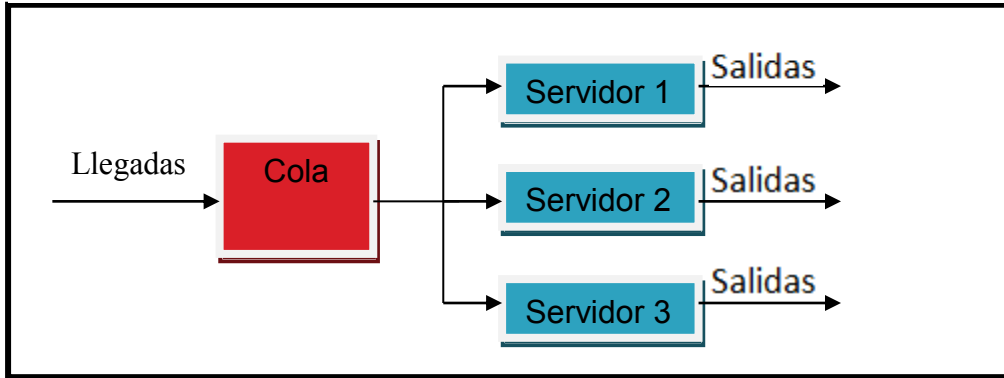 Salidas
Servidor 1
Llegadas
Cola
Salidas
Servidor 2
Salidas
Servidor 3